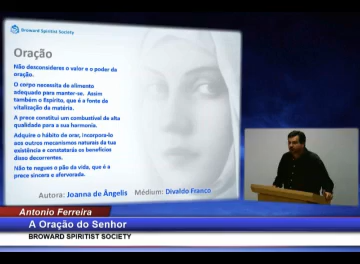 Broward Spiritist Society
Oração
Não desconsideres o valor e o poder da
oração.
O corpo necessita de alimento
adequado para manter-se. Assim
também o Espírito, que é a fonte da
vitalização da matéria.
A prece constitui um combustível de alta
qualidade para a sua harmonia.
Adquire o hábito de orar, incorpora-lo
aos outros mecanismos naturais da tua
existência e constatarás os benefícios
disso decorrentes.
Não te negues o pão da vida, que é a
prece sincera e afervorada.
Autora: Joanna de Ângelis Médium: Divaldo Franco
Antonio Ferreira
A Oração do Senhor
BROWARD SPIRITIST SOCIETY